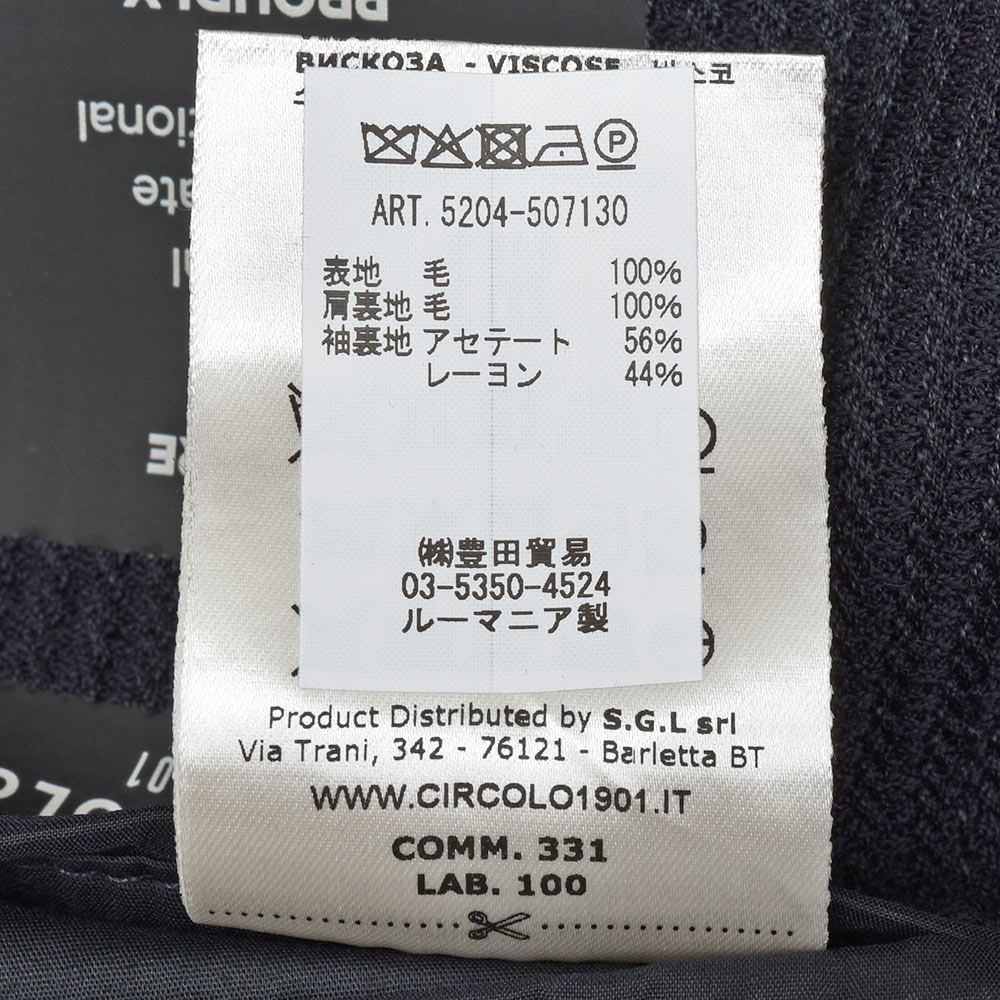 PROUDLY
ВИСКОЗА - VISCOSE
ART. 5204-507130
表地 毛 100%
肩裏地 毛 100%
袖裏地 アセテート 56%
レーヨン 44%
㈱豊田貿易
03-5350-4524
ルーマニア製
Product Distributed by S.G.L srl
Via Trani, 342 - 76121 - Barletta BT
WWW.CIRCOLO1901.IT
COMM. 331
LAB. 100